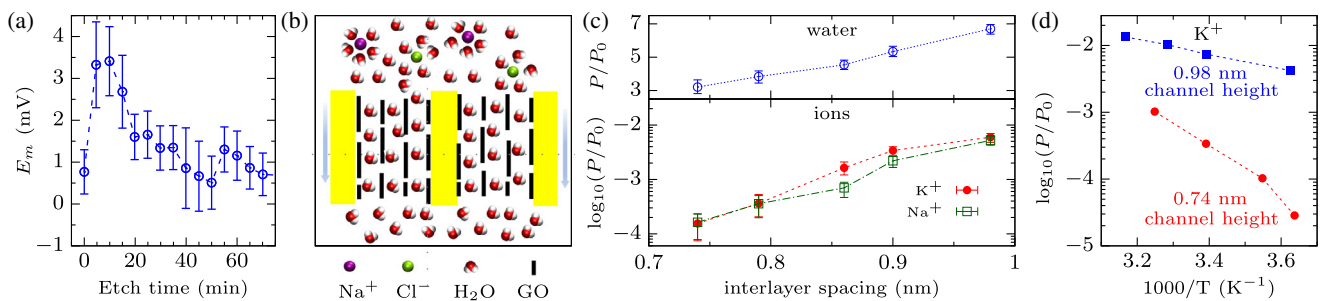 (a)
4
3
2
1
0
−1
E_m (mV)
0 20 40 60
Etch time (min)
(b)
Na⁺ Cl⁻ H₂O GO
(c)
water
7
5
3
P/P₀
ions
−2
−3
−4
log₁₀(P/P₀)
K⁺
Na⁺
0.7 0.8 0.9 1
interlayer spacing (nm)
(d)
K⁺
−2
−3
−4
−5
log₁₀(P/P₀)
0.98 nm
channel height
0.74 nm
channel height
3.2 3.4 3.6
1000/T (K⁻¹)